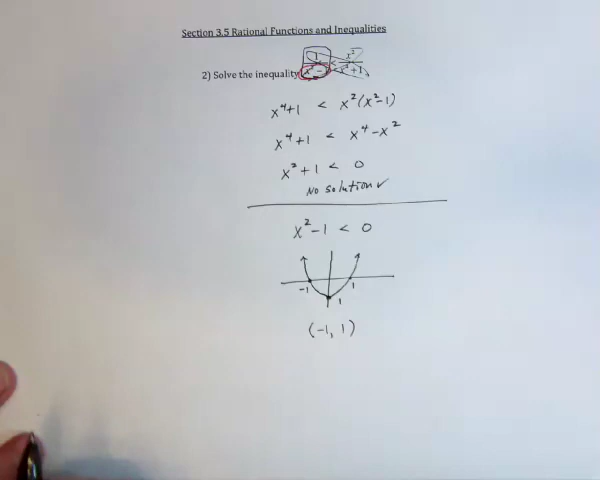 Section 3.5 Rational Functions and Inequalities
2) Solve the inequality
x⁴+1 < x²(x²-1)
x⁴+1 < x⁴-x²
x²+1 < 0
No solution ✓
x²-1 < 0
-1 1
1
(-1, 1)